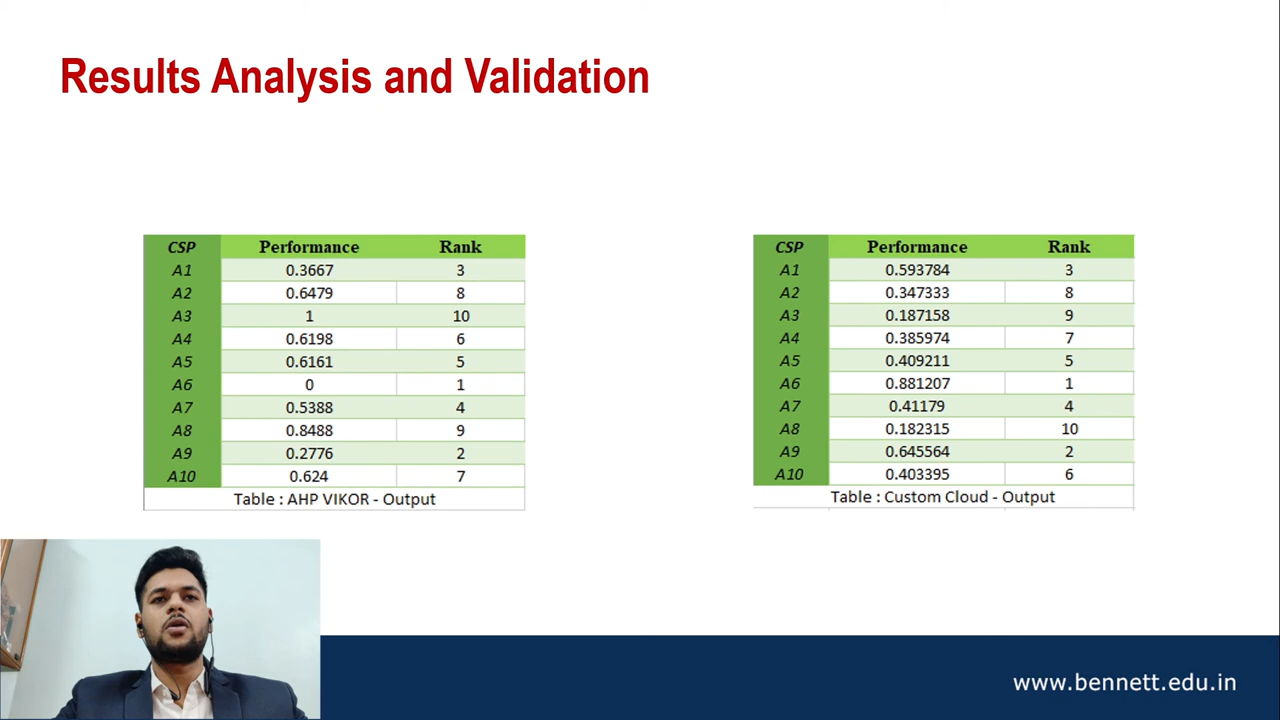 Results Analysis and Validation
CSP Performance Rank
A1 0.3667 3
A2 0.6479 8
A3 1 10
A4 0.6198 6
A5 0.6161 5
A6 0 1
A7 0.5388 4
A8 0.8488 9
A9 0.2776 2
A10 0.624 7
Table : AHP VIKOR - Output
CSP Performance Rank
A1 0.593784 3
A2 0.347333 8
A3 0.187158 9
A4 0.385974 7
A5 0.409211 5
A6 0.881207 1
A7 0.41179 4
A8 0.182315 10
A9 0.645564 2
A10 0.403395 6
Table : Custom Cloud - Output
www.bennett.edu.in